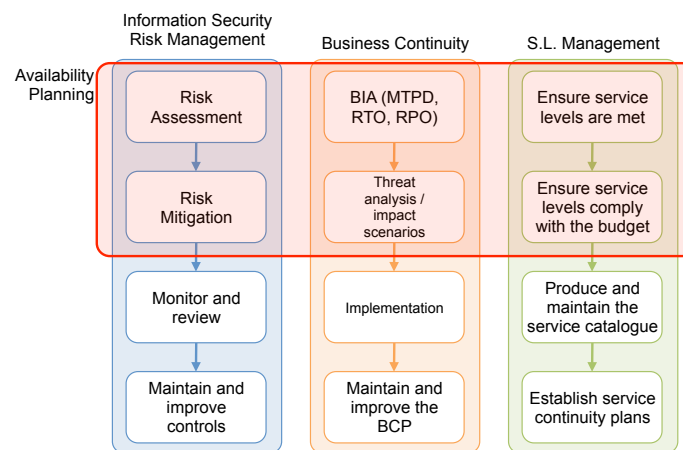 Information Security
Risk Management
Business Continuity
S.L. Management
Availability
Planning
Risk
Assessment
BIA (MTPD,
RTO, RPO)
Ensure service
levels are met
Risk
Mitigation
Threat
analysis /
impact
scenarios
Ensure service
levels comply
with the budget
Monitor and
review
Implementation
Produce and
maintain the
service catalogue
Maintain and
improve
controls
Maintain and
improve the
BCP
Establish service
continuity plans